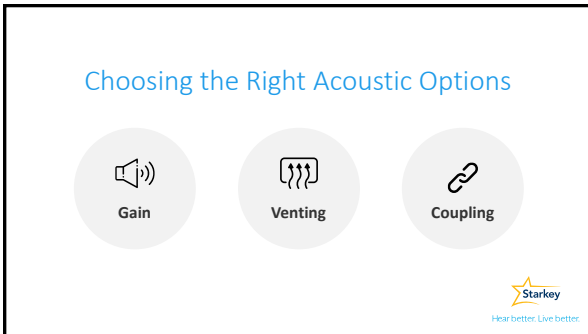 Choosing the Right Acoustic Options
Gain
Venting
Coupling
Starkey
Hear better. Live better.